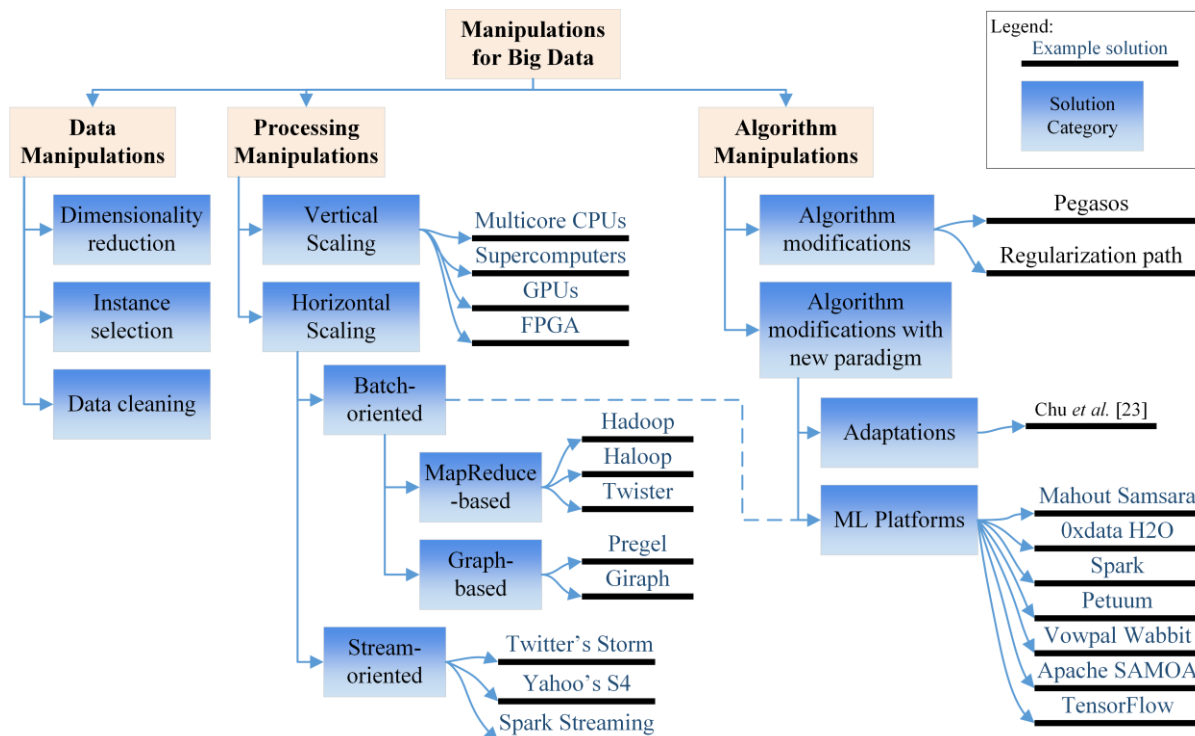 Manipulations
for Big Data
Legend:
Example solution
Solution
Category
Data
Manipulations
Processing
Manipulations
Algorithm
Manipulations
Dimensionality
reduction
Instance
selection
Data cleaning
Vertical
Scaling
Multicore CPUs
Supercomputers
GPUs
FPGA
Horizontal
Scaling
Batch-
oriented
MapReduce
-based
Hadoop
Haloop
Twister
Graph-
based
Pregel
Giraph
Stream-
oriented
Twitter's Storm
Yahoo's S4
Spark Streaming
Algorithm
modifications
Pegasos
Regularization path
Algorithm
modifications with
new paradigm
Adaptations
Chu et al. [23]
ML Platforms
Mahout Samsara
0xdata H2O
Spark
Petuum
Vowpal Wabbit
Apache SAMOA
TensorFlow